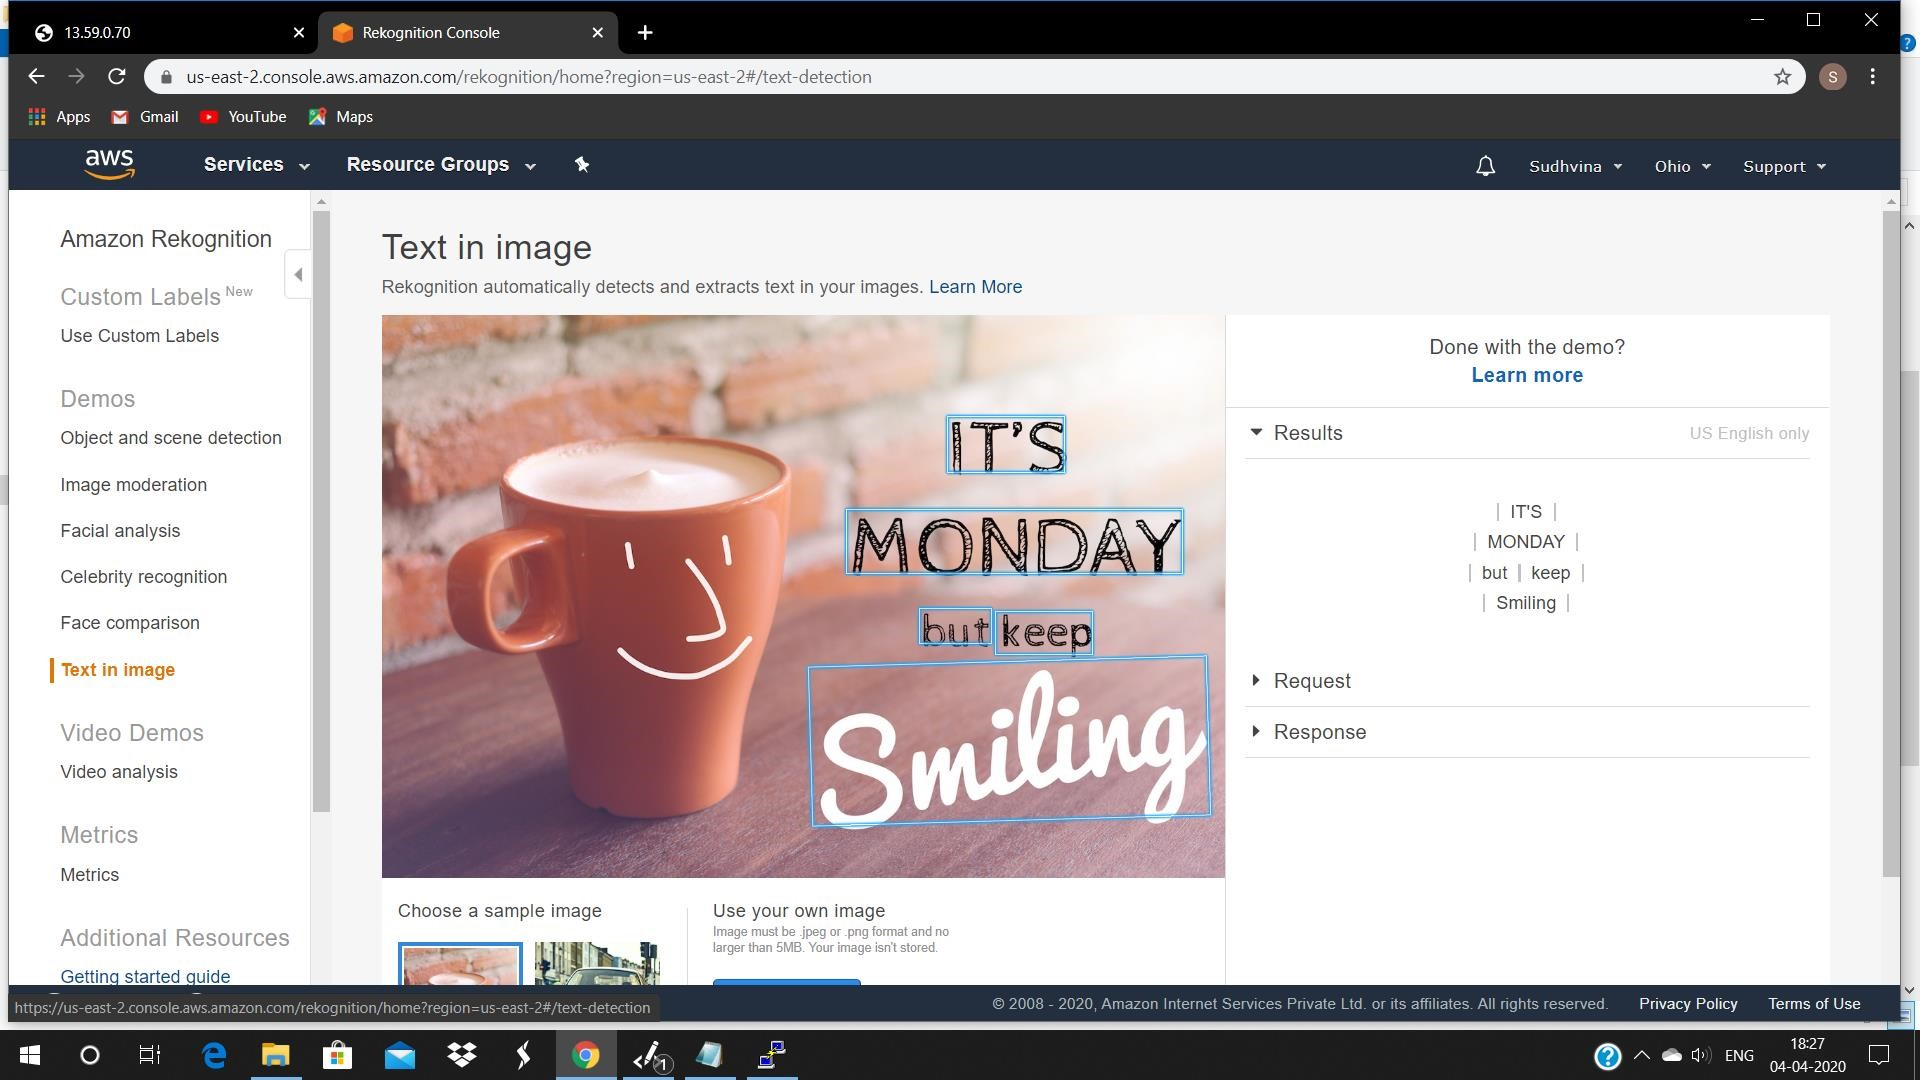 13.59.0.70
Rekognition Console
us-east-2.console.aws.amazon.com/rekognition/home?region=us-east-2#/text-detection
S
Apps Gmail YouTube Maps
aws Services Resource Groups Sudhvina Ohio Support
Amazon Rekognition
Custom Labels New
Use Custom Labels
Demos
Object and scene detection
Image moderation
Facial analysis
Celebrity recognition
Face comparison
Text in image
Video Demos
Video analysis
Metrics
Metrics
Additional Resources
Getting started guide
Text in image
Rekognition automatically detects and extracts text in your images. Learn More
IT'S
MONDAY
but keep
Smiling
Choose a sample image
Use your own image
Image must be .jpeg or .png format and no
larger than 5MB. Your image isn't stored.
Done with the demo?
Learn more
Results US English only
| IT'S |
| MONDAY |
| but | keep |
| Smiling |
Request
Response
https://us-east-2.console.aws.amazon.com/rekognition/home?region=us-east-2#/text-detection
© 2008 - 2020, Amazon Internet Services Private Ltd. or its affiliates. All rights reserved. Privacy Policy Terms of Use
1
ENG
18:27
04-04-2020